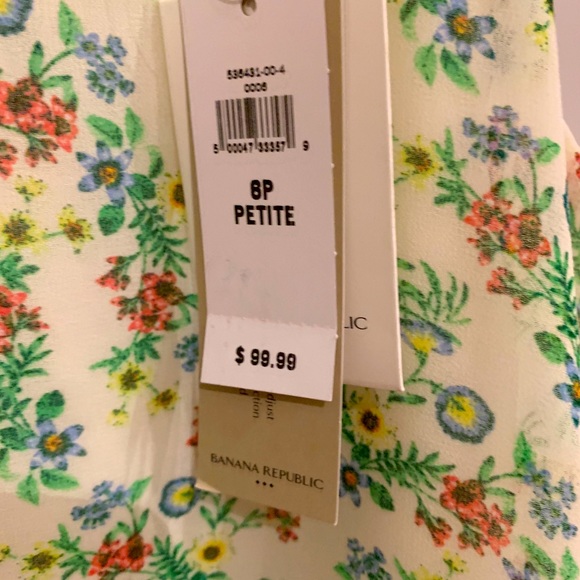 536431-00-4
0006
5 00047 33357 9
6P
PETITE
$ 99.99
LIC
BANANA REPUBLIC